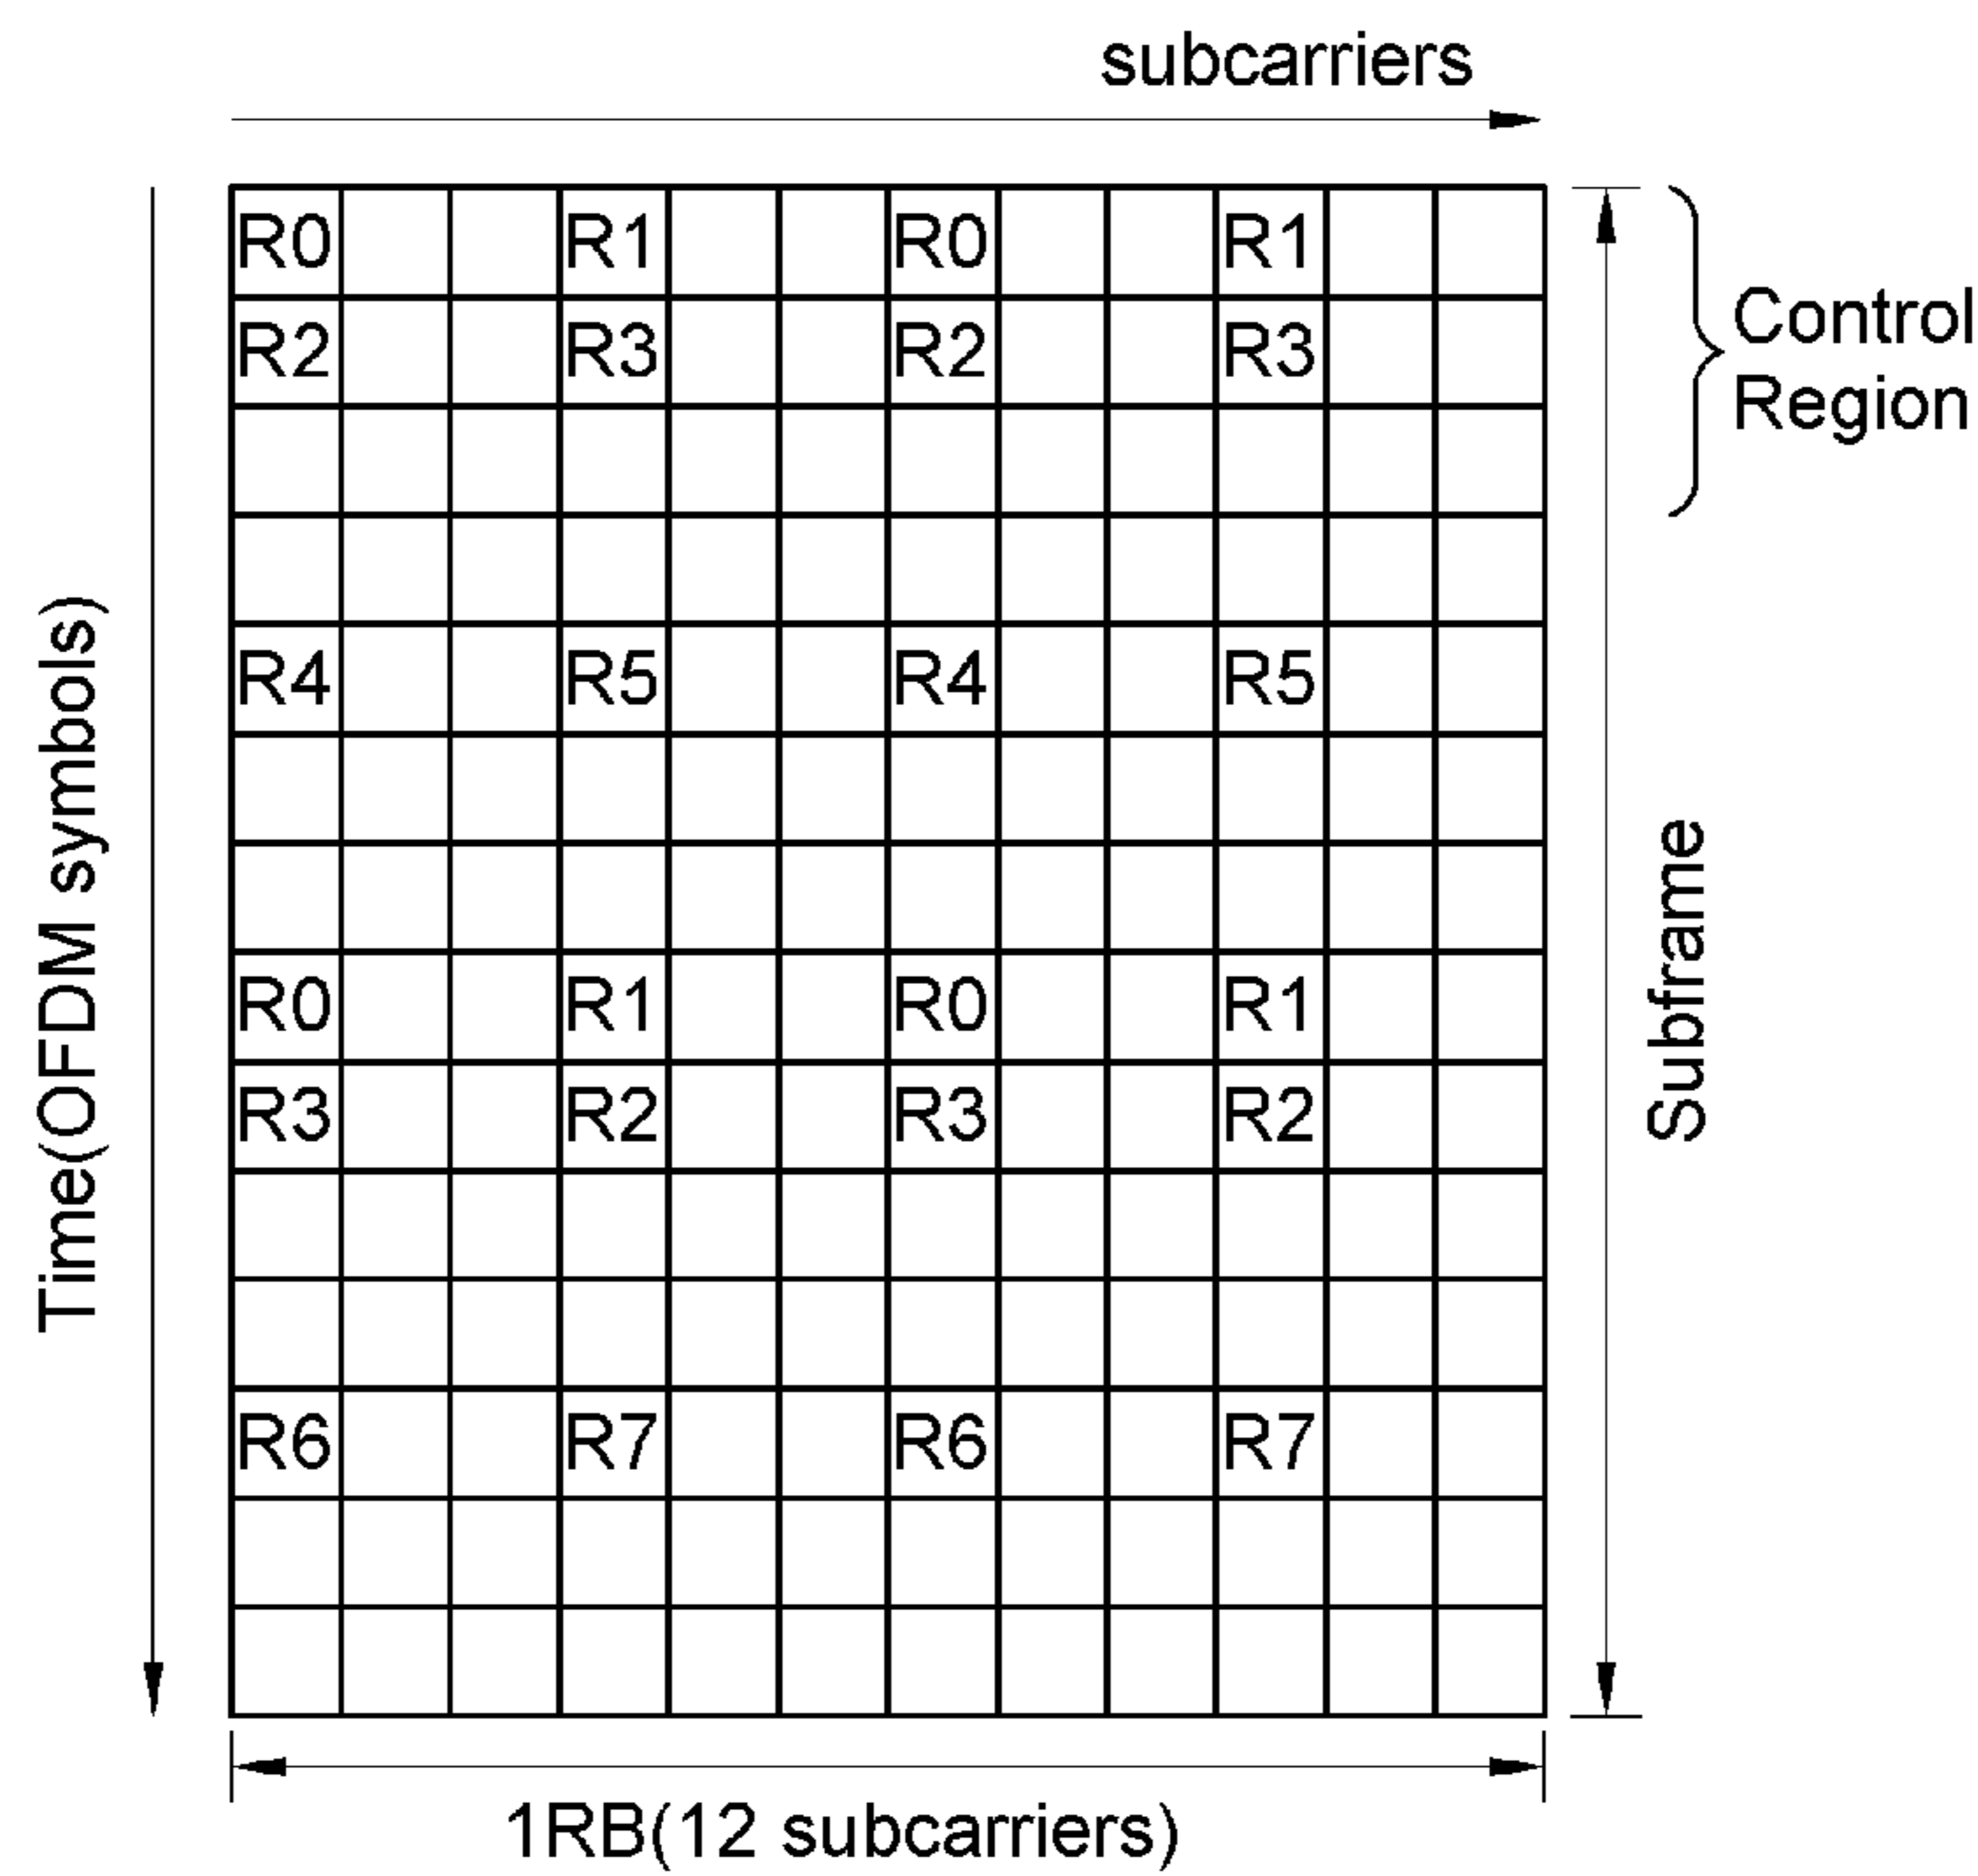 subcarriers
R0 R1 R0 R1
R2 R3 R2 R3
Control
Region
R4 R5 R4 R5
R0 R1 R0 R1
R3 R2 R3 R2
R6 R7 R6 R7
Time(OFDM symbols)
Subframe
1RB(12 subcarriers)